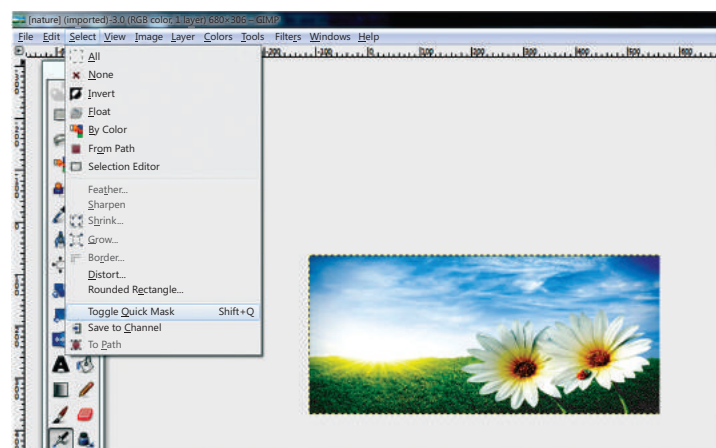 [nature] (imported)-3.0 (RGB color, 1 layer) 680×306 – GIMP
File Edit Select View Image Layer Colors Tools Filters Windows Help
All
None
Invert
Float
By Color
From Path
Selection Editor
Feather...
Sharpen
Shrink...
Grow...
Border...
Distort...
Rounded Rectangle...
Toggle Quick Mask Shift+Q
Save to Channel
To Path